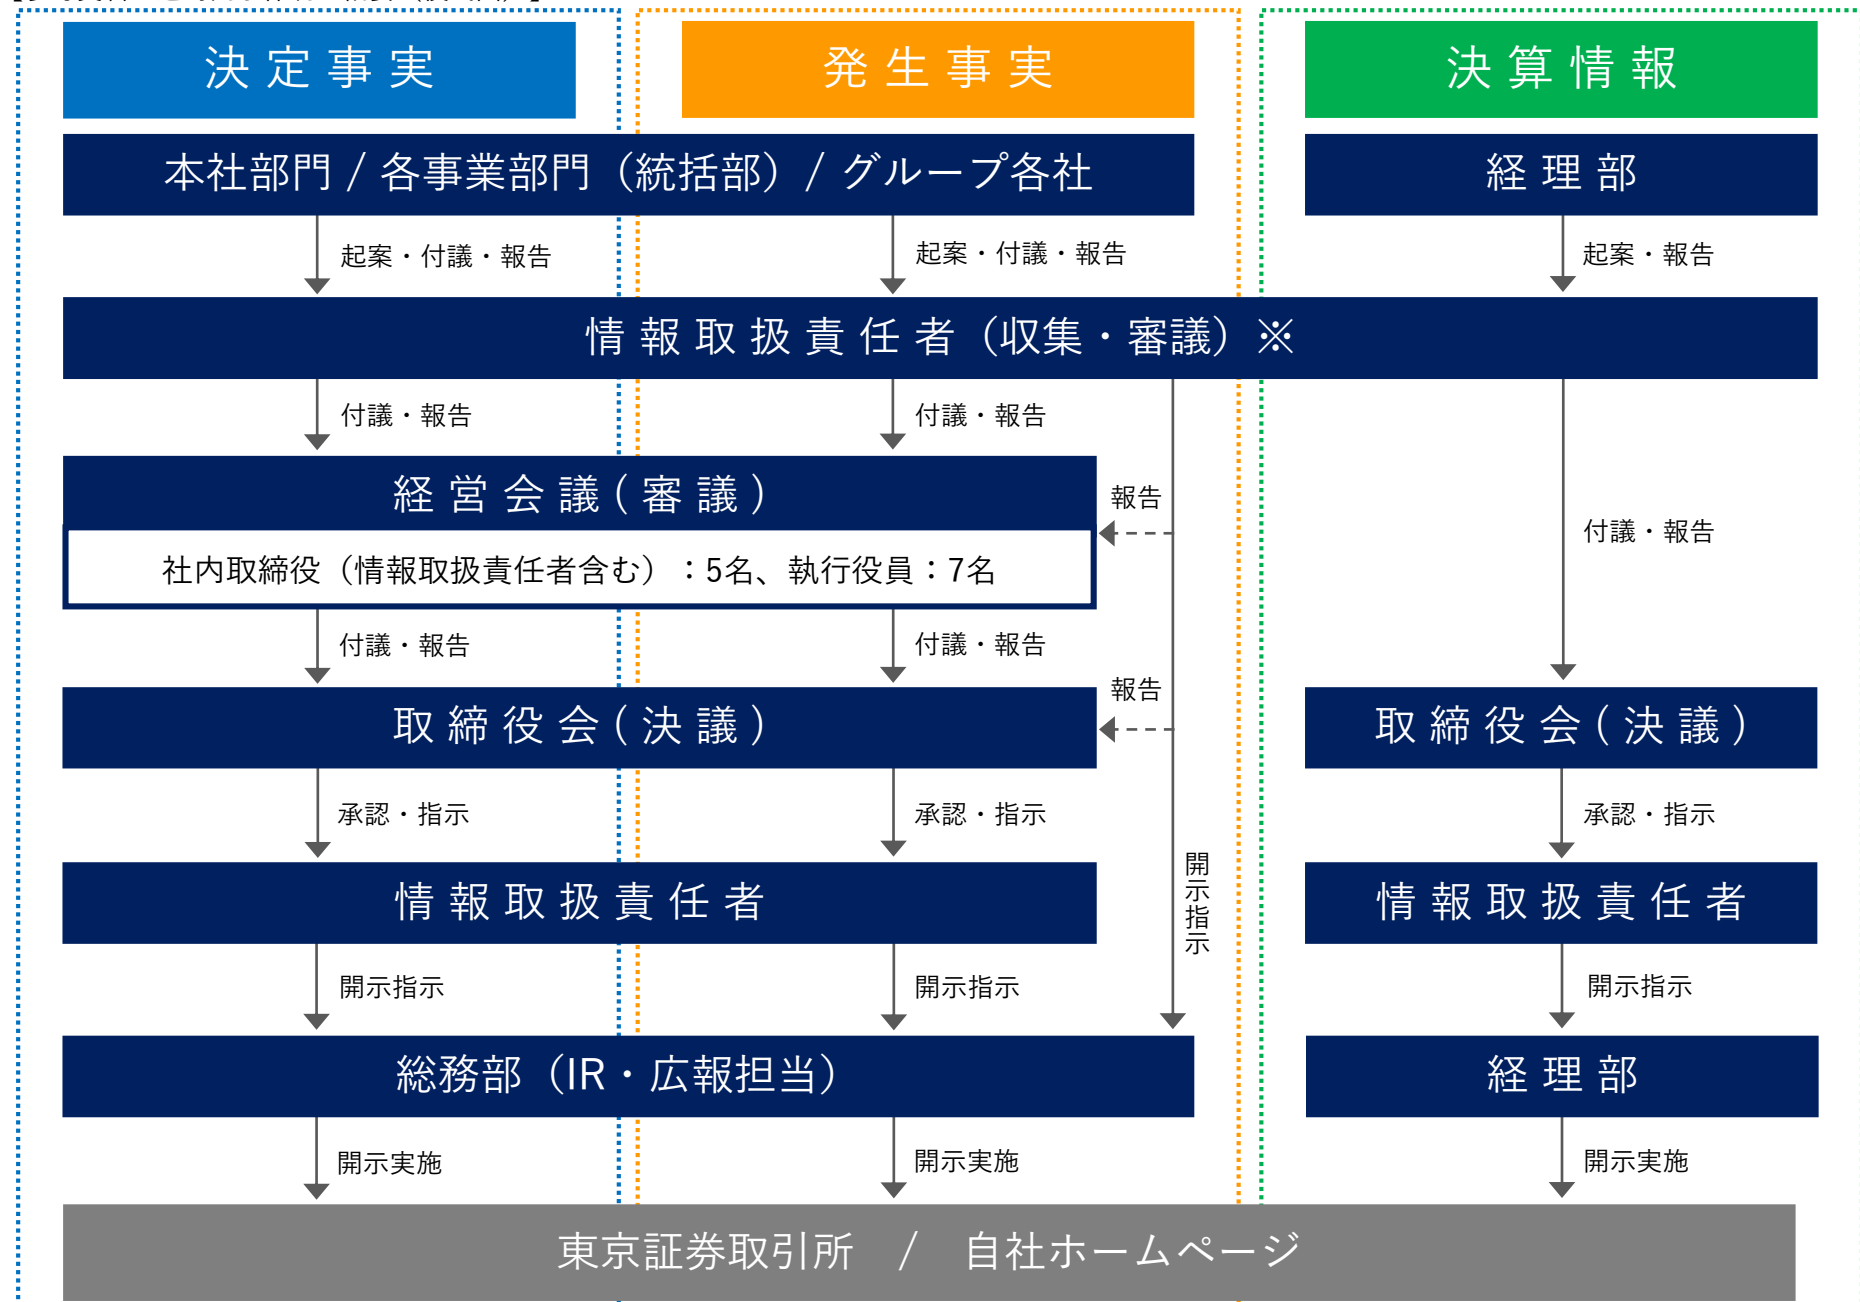 決定事実
発生事実
決算情報
本社部門 / 各事業部門（統括部）/ グループ各社
経理部
起案・付議・報告
起案・付議・報告
起案・報告
情報取扱責任者（収集・審議）※
付議・報告
付議・報告
経営会議(審議)
報告
付議・報告
社内取締役（情報取扱責任者含む）：5名、執行役員：7名
付議・報告
付議・報告
報告
取締役会(決議)
取締役会(決議)
承認・指示
承認・指示
承認・指示
開示指示
情報取扱責任者
情報取扱責任者
開示指示
開示指示
開示指示
総務部（IR・広報担当）
経理部
開示実施
開示実施
開示実施
東京証券取引所 / 自社ホームページ